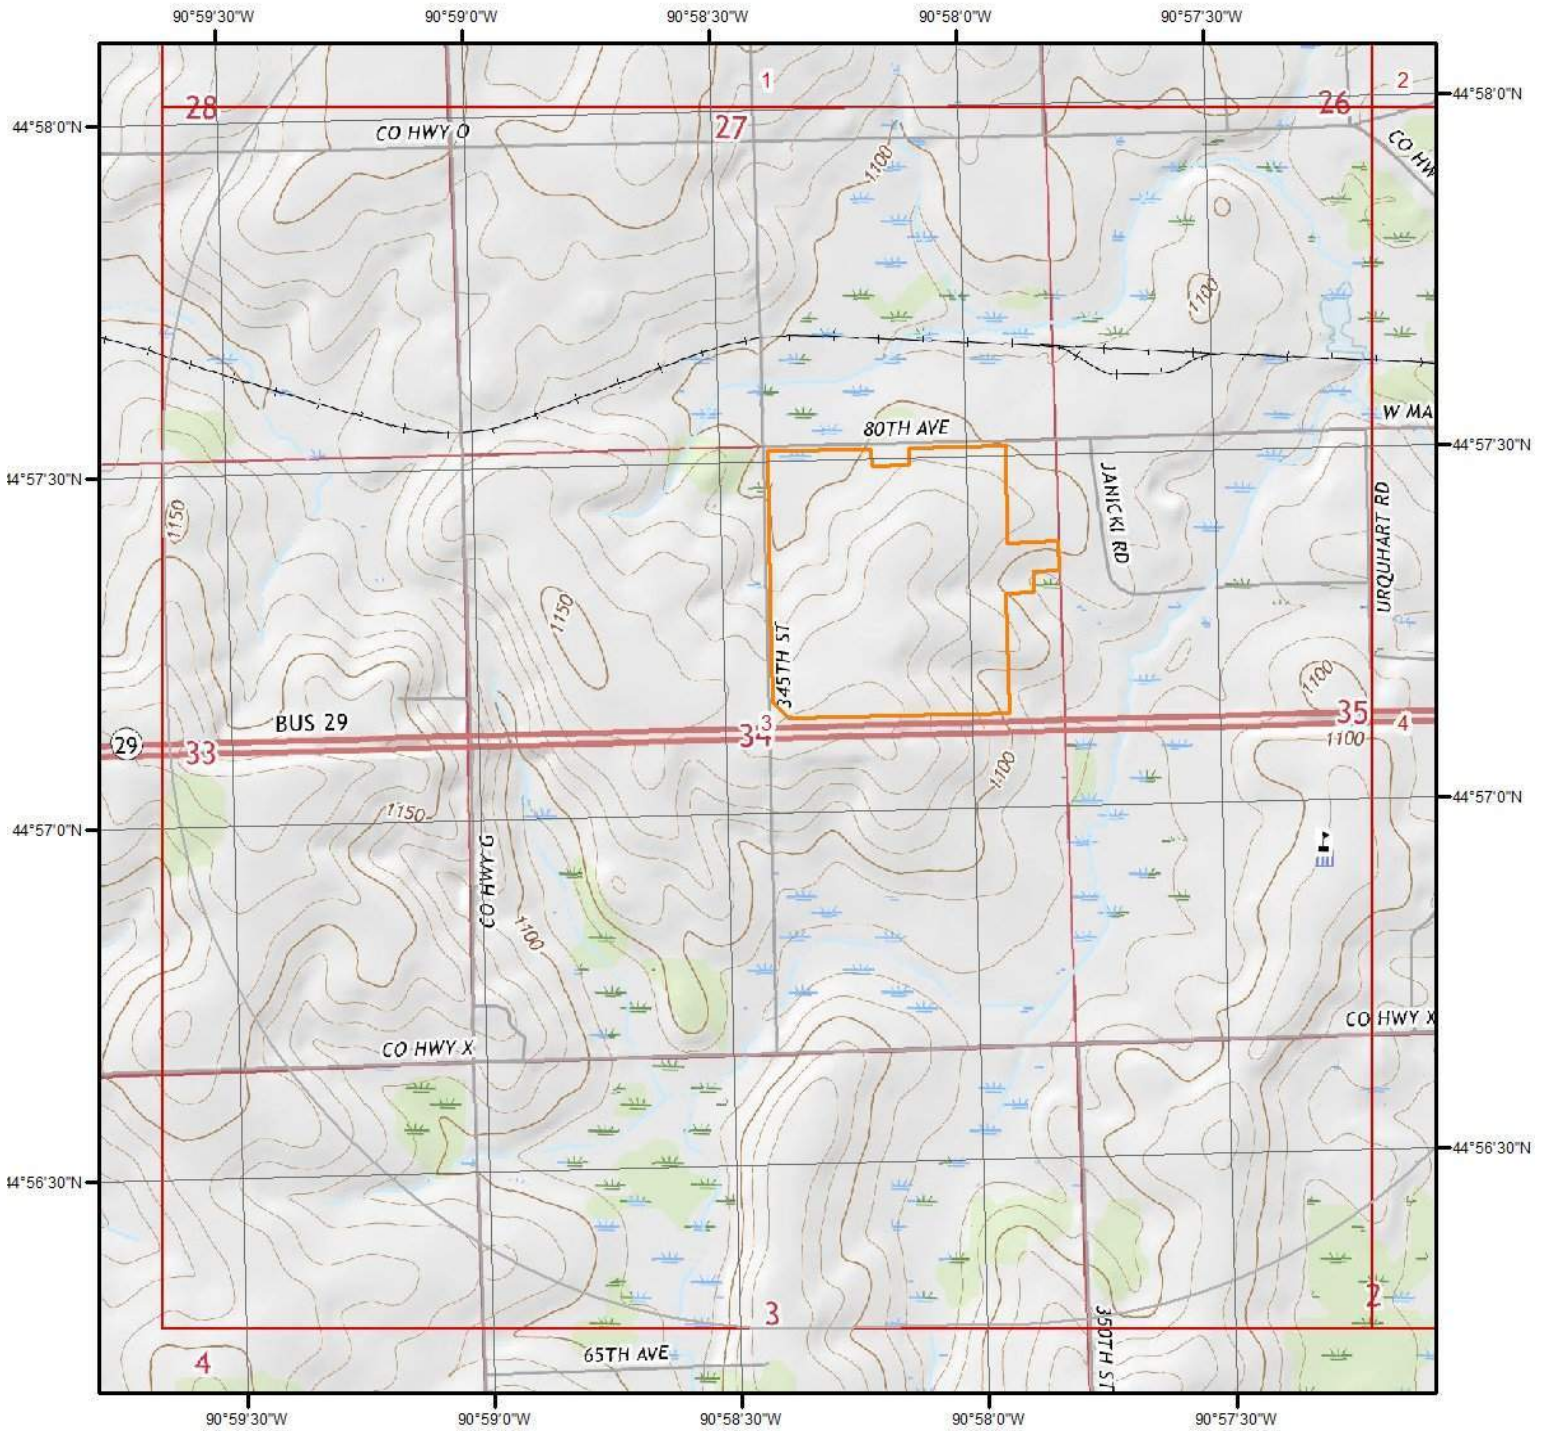 90°59'30"W
90°59'0"W
90°58'30"W
90°58'0"W
90°57'30"W
1
2
28
26
44°58'0"N
44°58'0"N
CO HWY O
27
CO HW
1100
1100
W MA
80TH AVE
44°57'30"N
44°57'30"N
JANICKI RD
1150
URQUHART RD
1150
345TH ST
1100
BUS 29
3
35
29
33
34
4
1100
1100
44°57'0"N
1150
44°57'0"N
CO HWY G
1100
CO HWY X
CO HWY X
44°56'30"N
44°56'30"N
2
3
350TH ST
4
65TH AVE
90°59'30"W
90°59'0"W
90°58'30"W
90°58'0"W
90°57'30"W